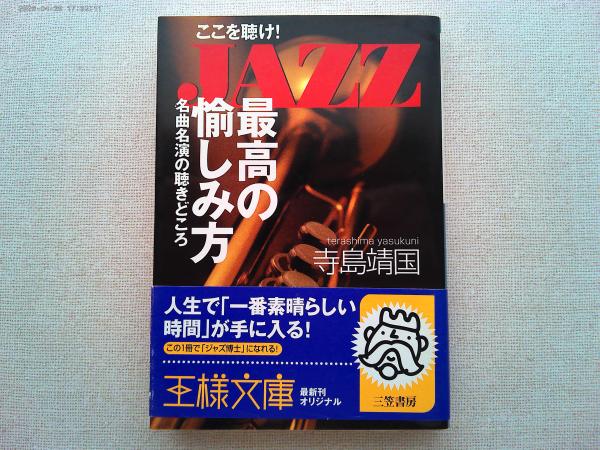 ここを聴け!
JAZZ
最高の
愉しみ方
名曲名演の聴きどころ
terashima yasukuni
寺島靖国
人生で「一番素晴らしい
時間」が手に入る!
この1冊で「ジャズ博士」になれる!
王様文庫
最新刊
オリジナル
三笠書房